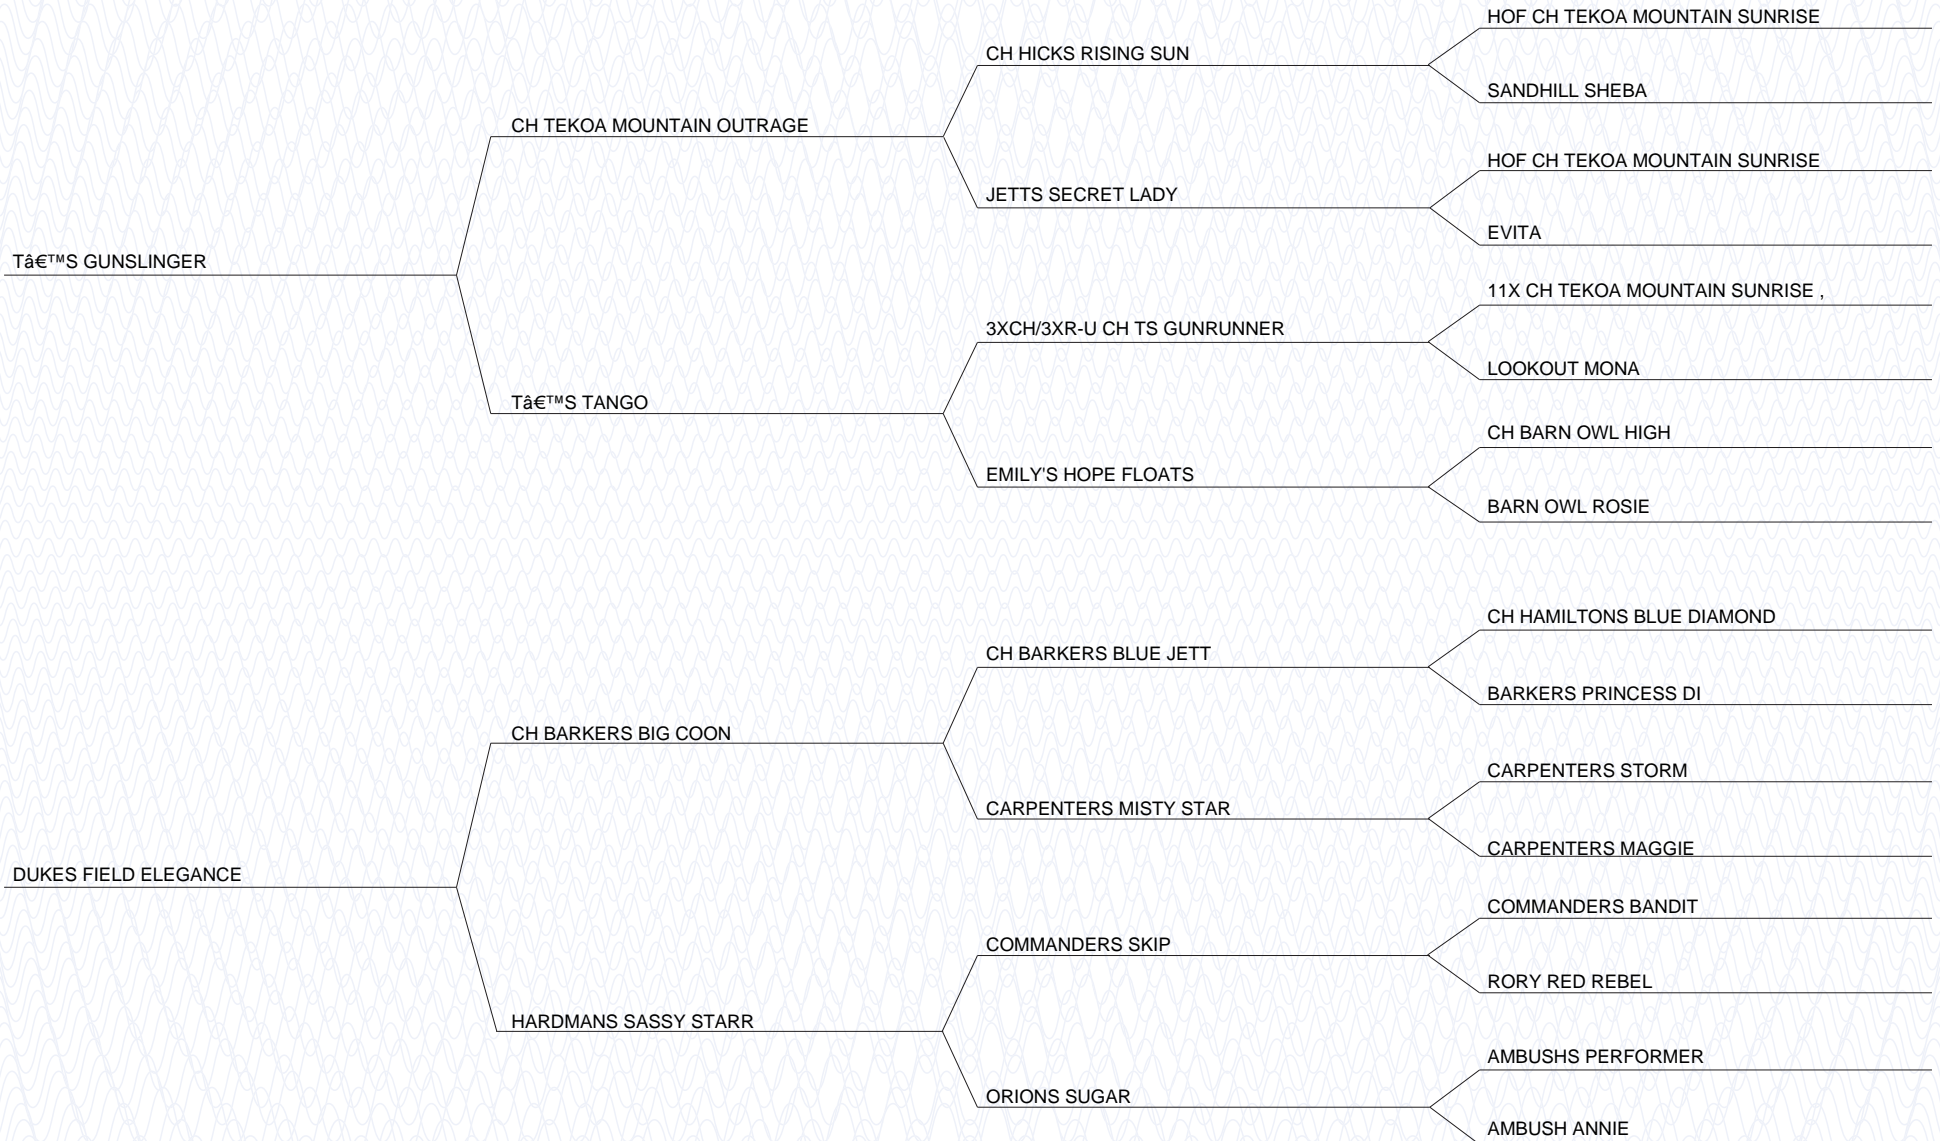 HOF CH TEKOA MOUNTAIN SUNRISE
CH HICKS RISING SUN
SANDHILL SHEBA
CH TEKOA MOUNTAIN OUTRAGE
HOF CH TEKOA MOUNTAIN SUNRISE
JETTS SECRET LADY
EVITA
Tâ€™S GUNSLINGER
11X CH TEKOA MOUNTAIN SUNRISE ,
3XCH/3XR-U CH TS GUNRUNNER
LOOKOUT MONA
Tâ€™S TANGO
CH BARN OWL HIGH
EMILY'S HOPE FLOATS
BARN OWL ROSIE
CH HAMILTONS BLUE DIAMOND
CH BARKERS BLUE JETT
BARKERS PRINCESS DI
CH BARKERS BIG COON
CARPENTERS STORM
CARPENTERS MISTY STAR
CARPENTERS MAGGIE
DUKES FIELD ELEGANCE
COMMANDERS BANDIT
COMMANDERS SKIP
RORY RED REBEL
HARDMANS SASSY STARR
AMBUSHS PERFORMER
ORIONS SUGAR
AMBUSH ANNIE